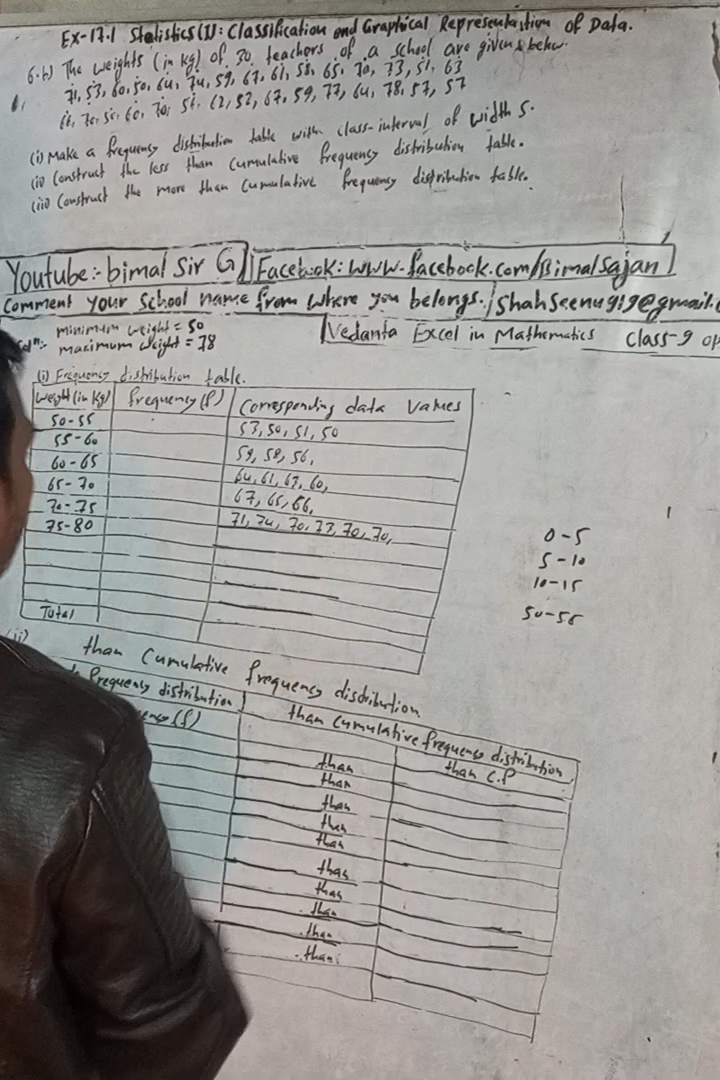 Ex-17.1 Statistics (I): Classification and Graphical Representastion of Data.
6.b) The weights (in kg) of 30 teachers of a school are given below.
71, 53, 60, 50, 64, 74, 59, 67, 61, 58, 65, 70, 73, 51, 63
70, 60, 70, 62, 52, 67, 59, 77, 64, 78, 57, 57
(i) Make a frequency distribution table with class-interval of width 5.
(ii) Construct the less than cumulative frequency distribution table.
(iii) Construct the more than cumulative frequency distribution table.
Youtube:- bimal Sir G
Facebook: www.facebook.com/BimalSajan
Comment your School name from where you belongs.
Shahseenu919@gmail.
Vedanta Excel in Mathematics Class-9 op
Solⁿ:- minimum weight = 50
maximum weight = 78
(i) Frequency distribution table.
Weight (in kg) frequency (f) Corresponding data values
50-55 53, 50, 51, 50
55-60 59, 58, 56,
60-65 64, 61, 63, 60,
65-70 67, 65, 66,
70-75 71, 74, 70, 73, 70, 70,
75-80
Total
0-5
5-10
10-15
50-55
(ii) than Cumulative frequency disdribution
frequency distribution than cumulative frequency distribution
(f) than C.f
than
than
than
than
than
than
than
than
than
than